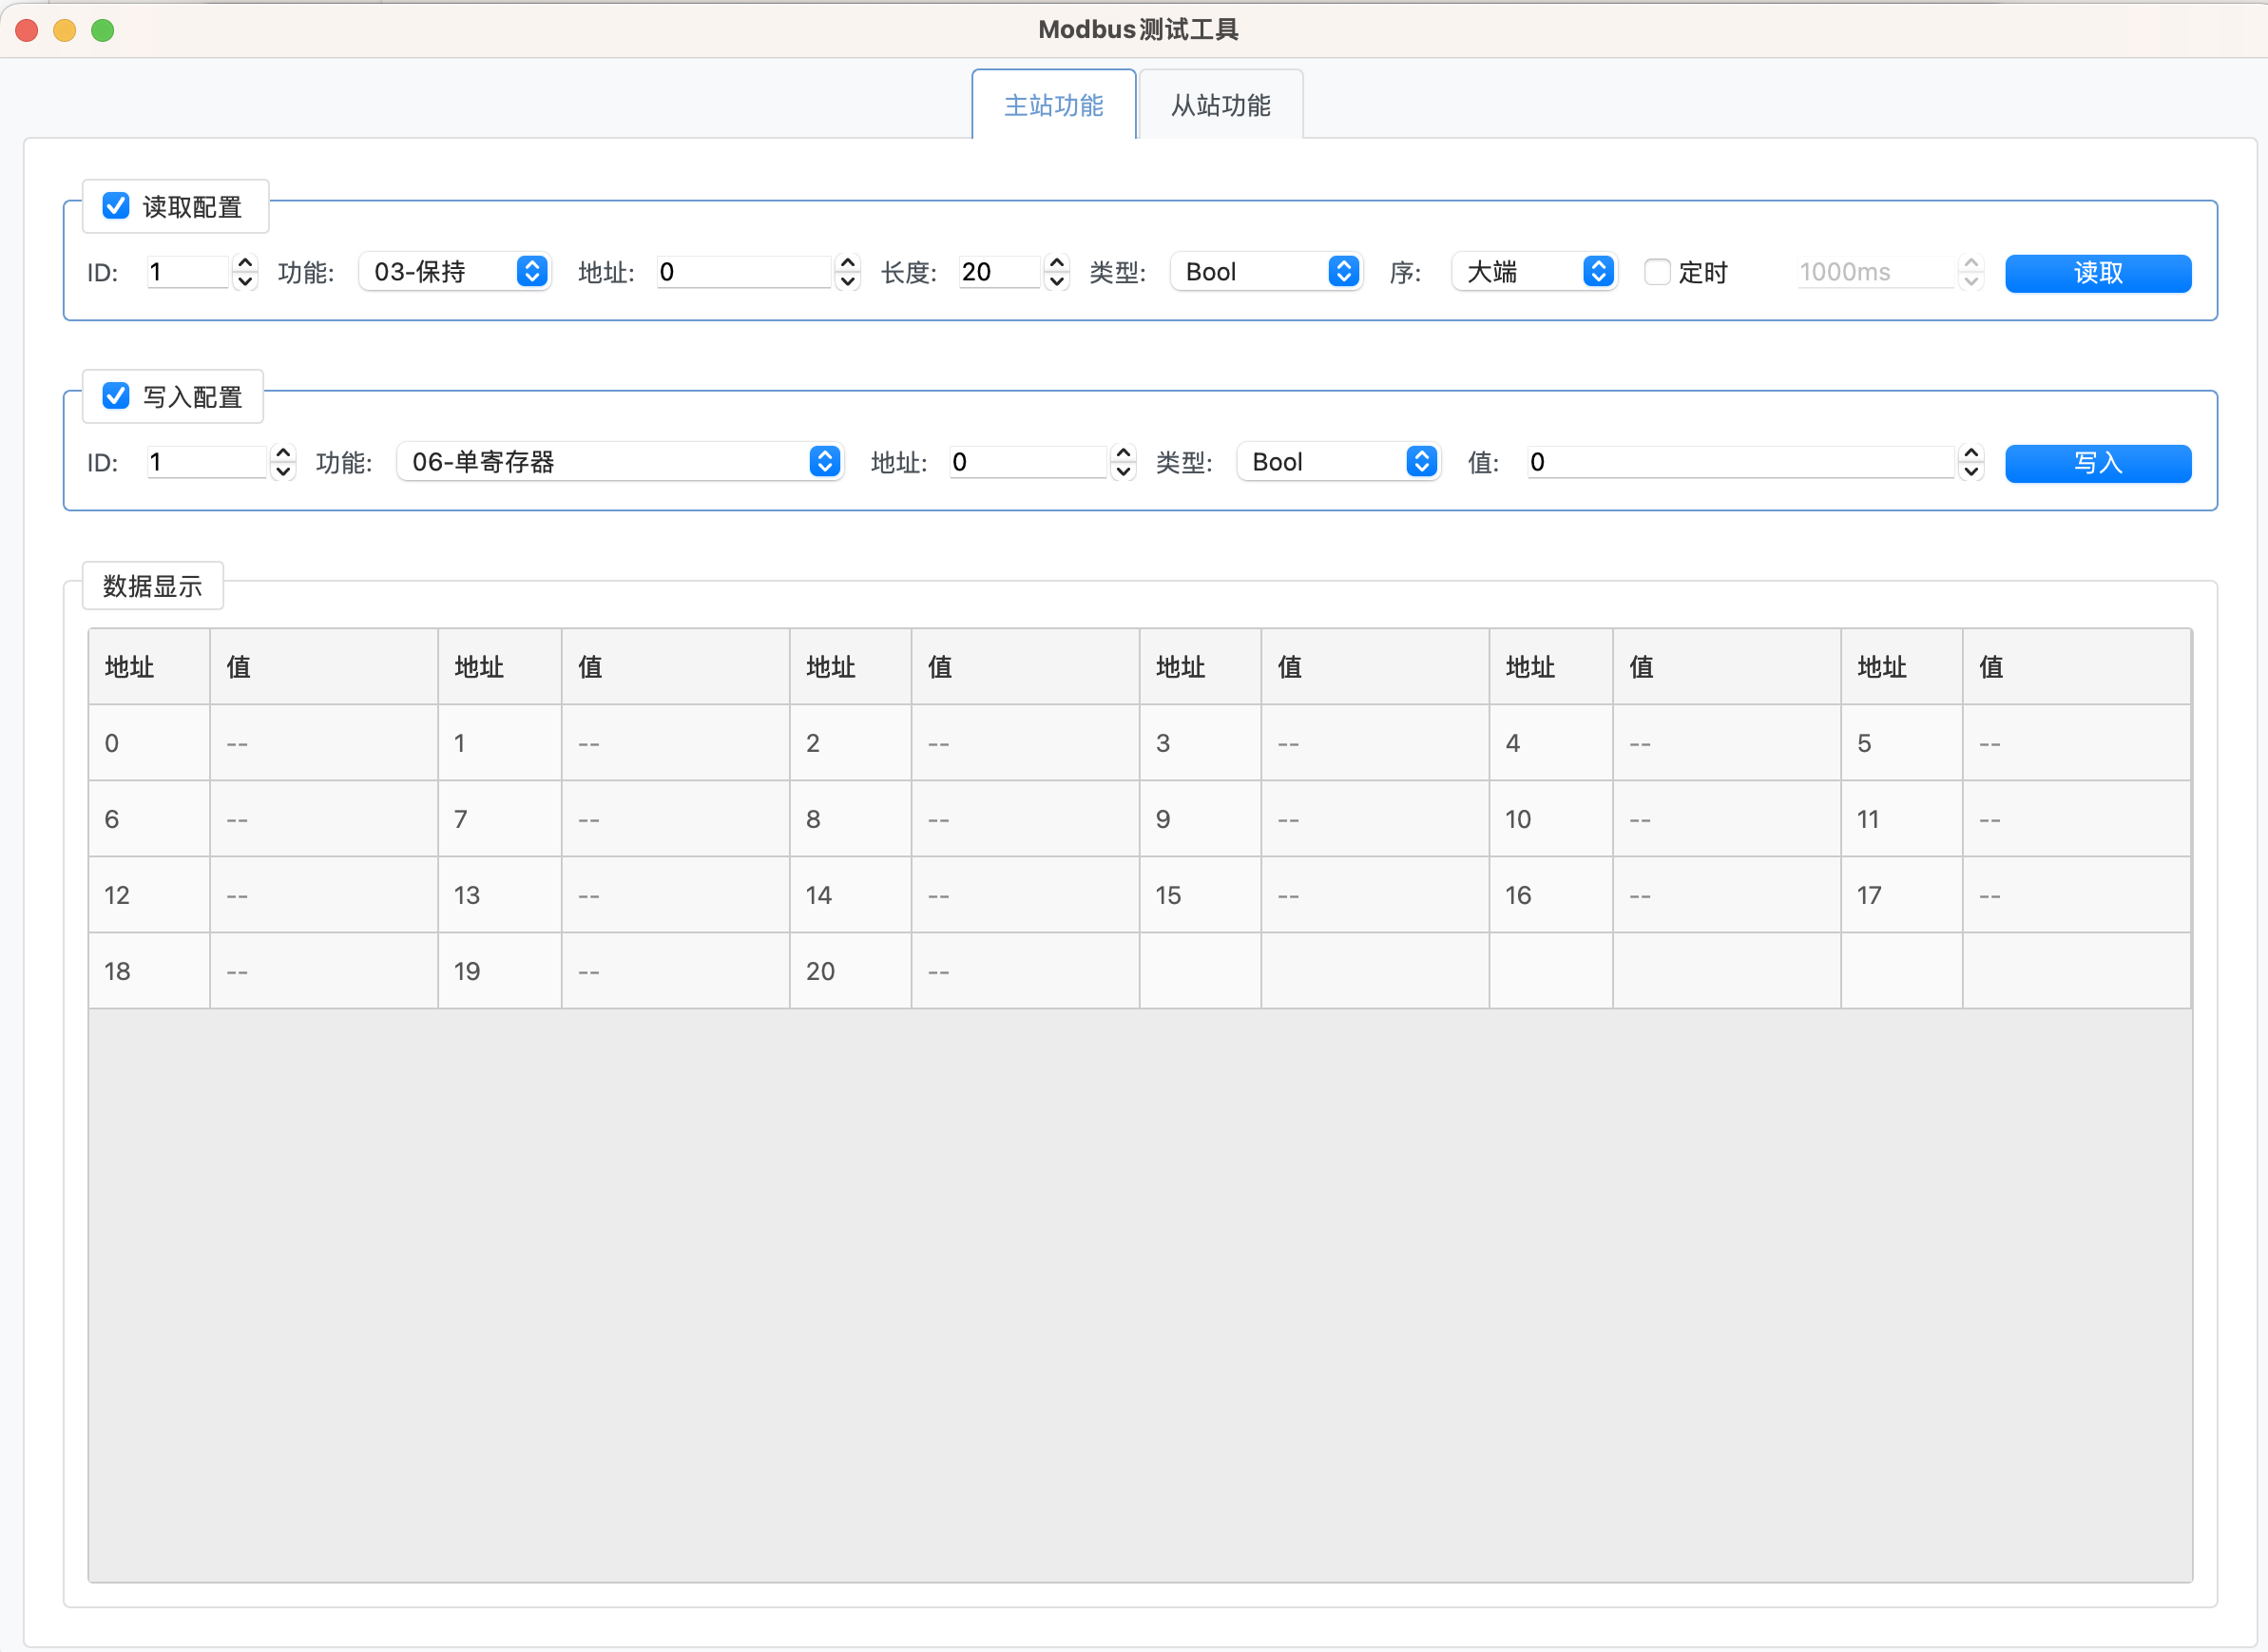 Modbus测试工具
主站功能 从站功能
读取配置
ID: 1 功能: 03-保持 地址: 0 长度: 20 类型: Bool 序: 大端 定时 1000ms 读取
写入配置
ID: 1 功能: 06-单寄存器 地址: 0 类型: Bool 值: 0 写入
数据显示
地址 值 地址 值 地址 值 地址 值 地址 值 地址 值
0 -- 1 -- 2 -- 3 -- 4 -- 5 --
6 -- 7 -- 8 -- 9 -- 10 -- 11 --
12 -- 13 -- 14 -- 15 -- 16 -- 17 --
18 -- 19 -- 20 --